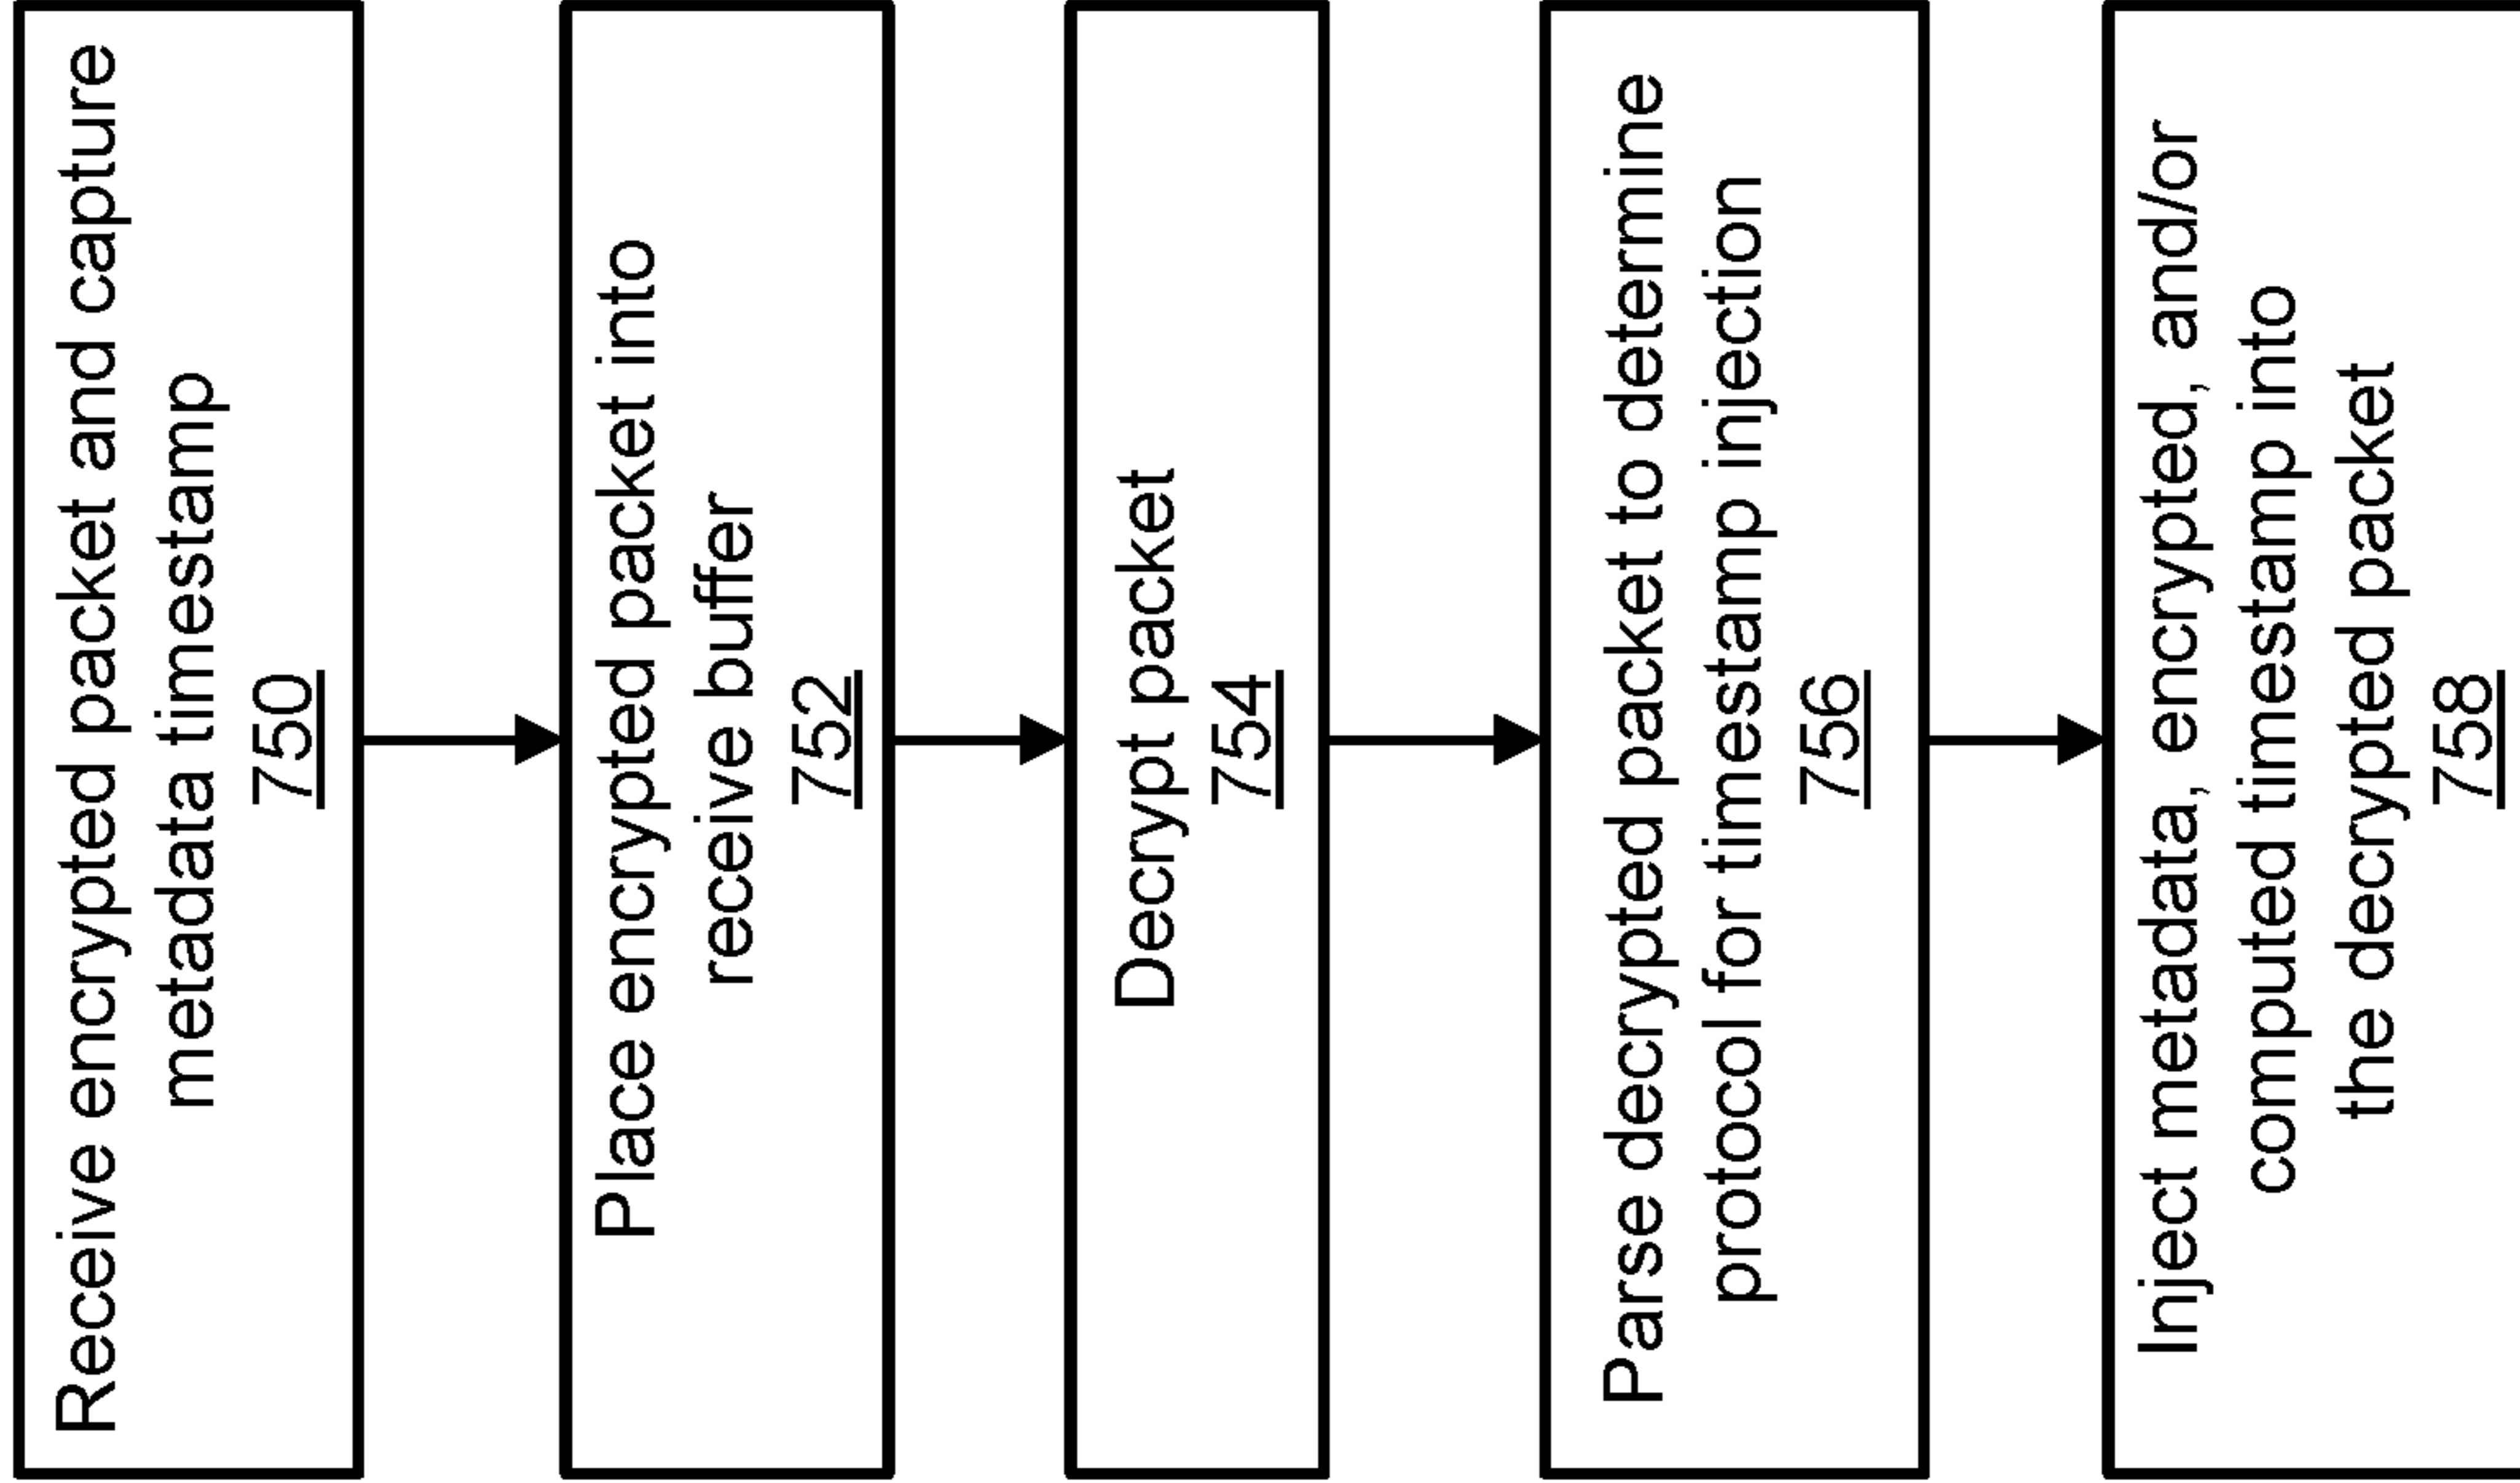 Receive encrypted packet and capture
metadata timestamp
750
Place encrypted packet into
receive buffer
752
Decrypt packet
754
Parse decrypted packet to determine
protocol for timestamp injection
756
Inject metadata, encrypted, and/or
computed timestamp into
the decrypted packet
758